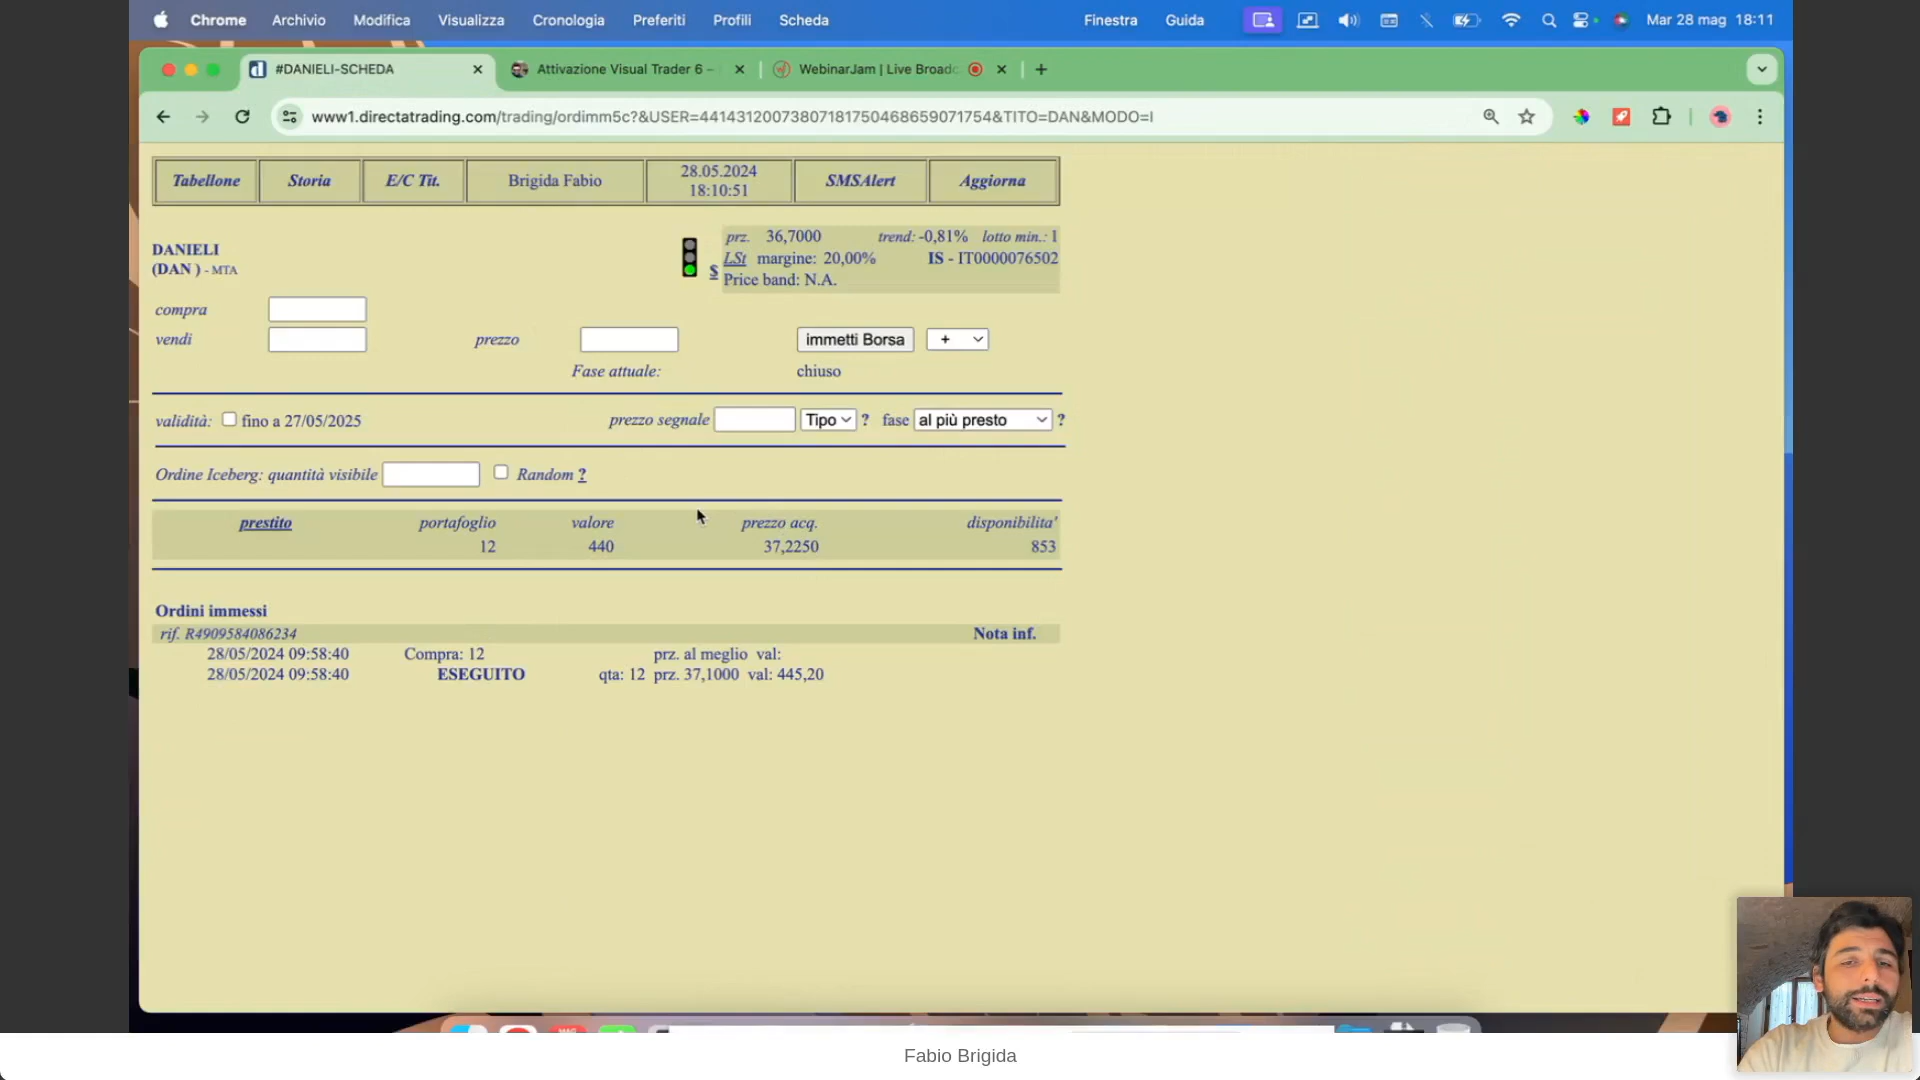 Chrome Archivio Modifica Visualizza Cronologia Preferiti Profili Scheda Finestra Guida Mar 28 mag 18:11
#DANIELI-SCHEDA Attivazione Visual Trader 6 – WebinarJam | Live Broadc
www1.directatrading.com/trading/ordimm5c?&USER=44143120073807181750468659071754&TITO=DAN&MODO=I
Tabellone Storia E/C Tit. Brigida Fabio 28.05.2024 18:10:51 SMSAlert Aggiorna
DANIELI
(DAN ) - MTA
prz. 36,7000 trend: -0,81% lotto min.: 1
$ LSt margine: 20,00% IS - IT0000076502
Price band: N.A.
compra
vendi prezzo immetti Borsa +
Fase attuale: chiuso
validità: fino a 27/05/2025 prezzo segnale Tipo ? fase al più presto ?
Ordine Iceberg: quantità visibile Random ?
prestito portafoglio valore prezzo acq. disponibilita'
12 440 37,2250 853
Ordini immessi
rif. R4909584086234 Nota inf.
28/05/2024 09:58:40 Compra: 12 prz. al meglio val:
28/05/2024 09:58:40 ESEGUITO qta: 12 prz. 37,1000 val: 445,20
Fabio Brigida